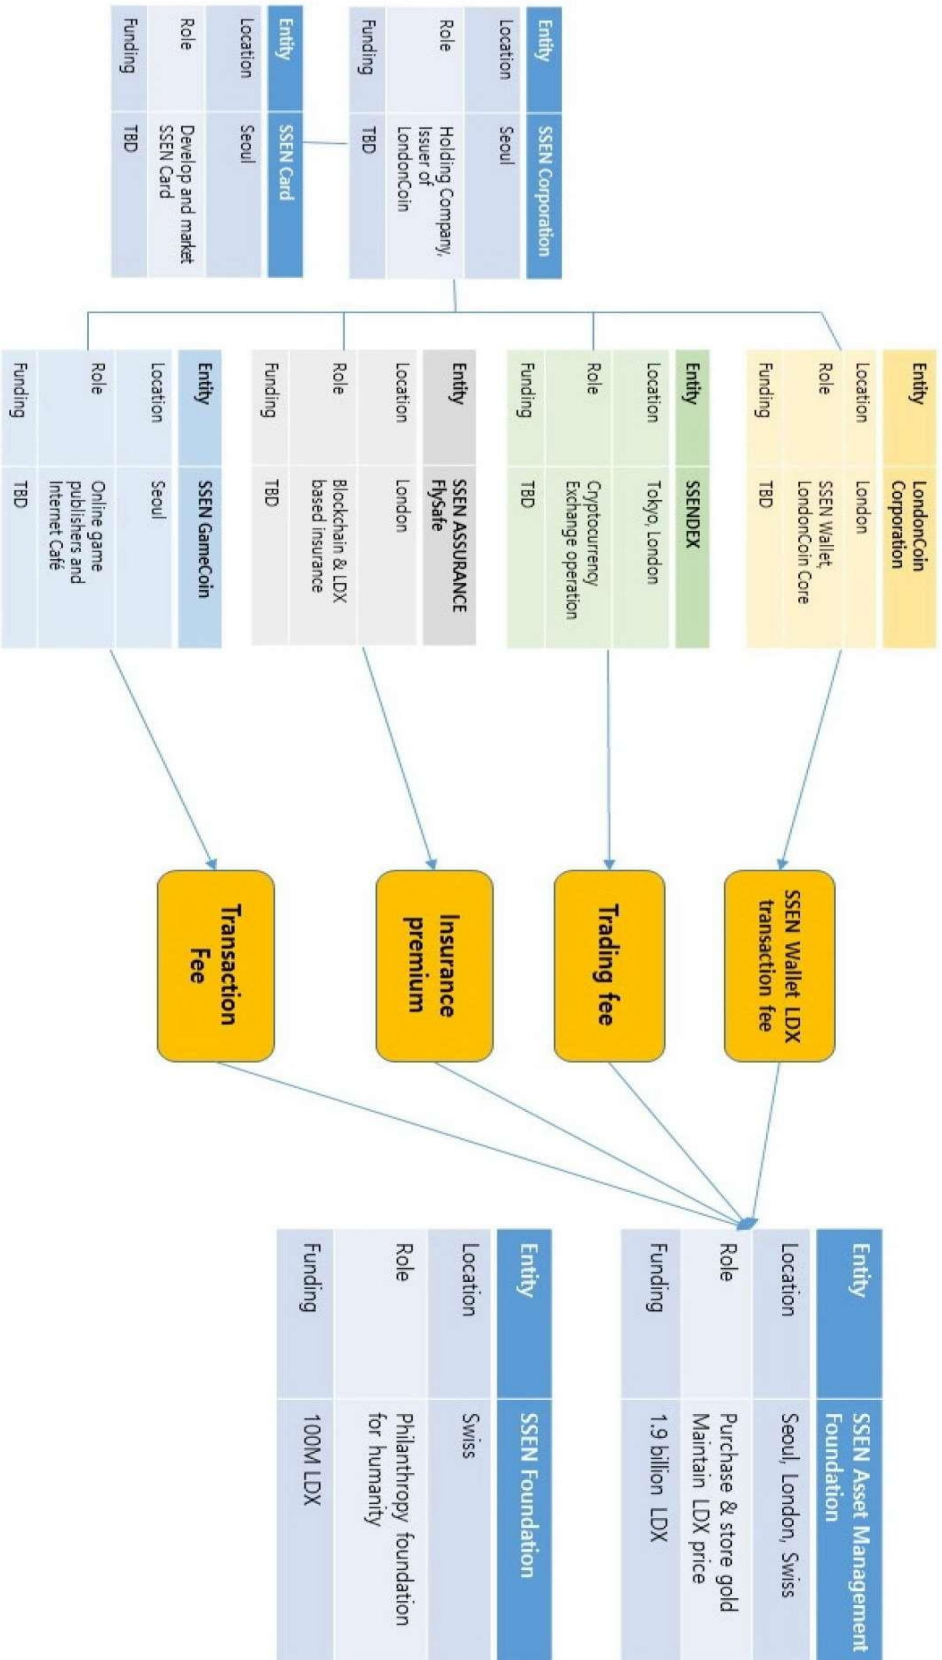 Entity SSEN Corporation
Location Seoul
Role Holding Company,
Issuer of
LondonCoin
Funding TBD
Entity SSEN Card
Location Seoul
Role Develop and market
SSEN Card
Funding TBD
Entity LondonCoin
Corporation
Location London
Role SSEN Wallet,
LondonCoin Core
Funding TBD
Entity SSENDEX
Location Tokyo, London
Role Cryptocurrency
Exchange operation
Funding TBD
Entity SSEN ASSURANCE
FlySafe
Location London
Role Blockchain & LDX
based insurance
Funding TBD
Entity SSEN GameCoin
Location Seoul
Role Online game
publishers and
Internet Café
Funding TBD
SSEN Wallet LDX
transaction fee
Trading fee
Insurance
premium
Transaction
Fee
Entity SSEN Asset Management
Foundation
Location Seoul, London, Swiss
Role Purchase & store gold
Maintain LDX price
Funding 1.9 billion LDX
Entity SSEN Foundation
Location Swiss
Role Philanthropy foundation
for humanity
Funding 100M LDX